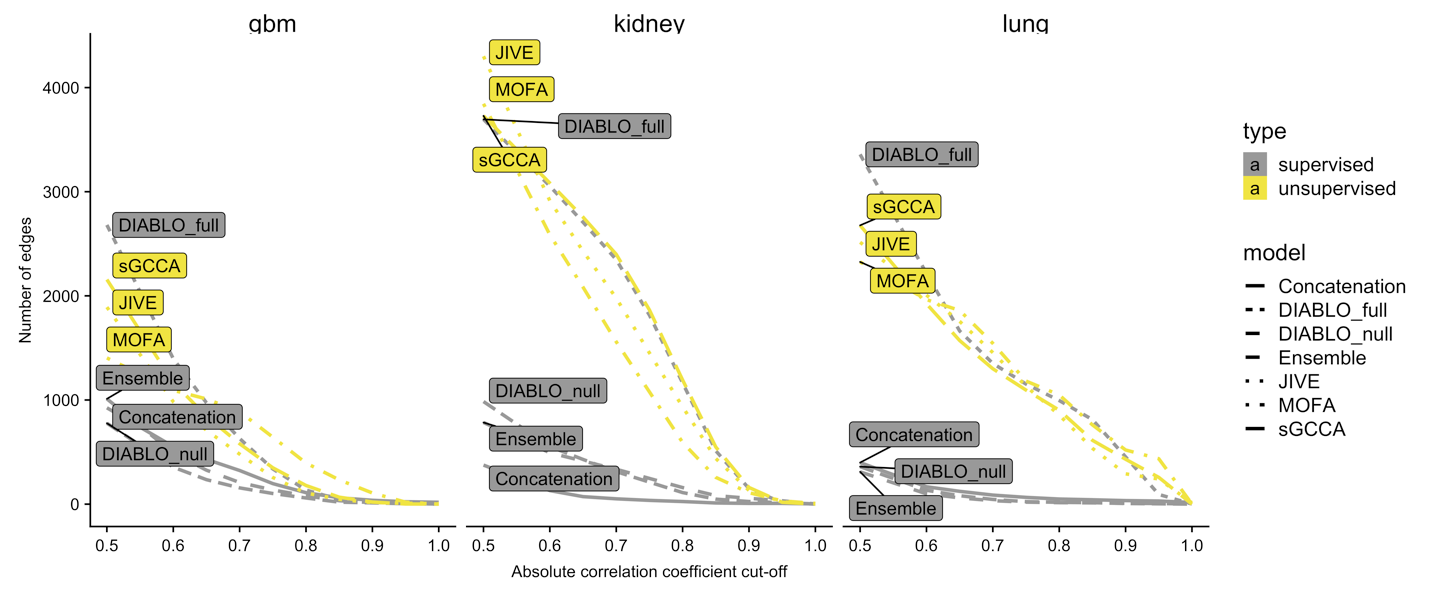 gbm
kidney
lung
Number of edges
4000
3000
2000
1000
0
DIABLO_full
sGCCA
JIVE
MOFA
Ensemble
Concatenation
DIABLO_null
0.5 0.6 0.7 0.8 0.9 1.0
JIVE
MOFA
DIABLO_full
sGCCA
DIABLO_null
Ensemble
Concatenation
0.5 0.6 0.7 0.8 0.9 1.0
DIABLO_full
sGCCA
JIVE
MOFA
Concatenation
DIABLO_null
Ensemble
0.5 0.6 0.7 0.8 0.9 1.0
Absolute correlation coefficient cut-off
type
a supervised
a unsupervised
model
Concatenation
DIABLO_full
DIABLO_null
Ensemble
JIVE
MOFA
sGCCA